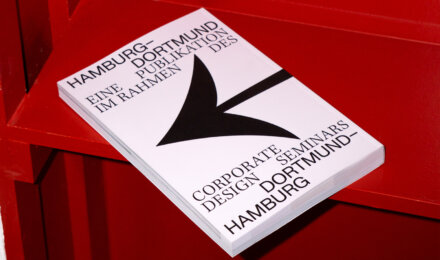 HAMBURG–
DORTMUND
EINE PUBLIKATION
IM RAHMEN DES
CORPORATE
DESIGN SEMINARS
DORTMUND–
HAMBURG